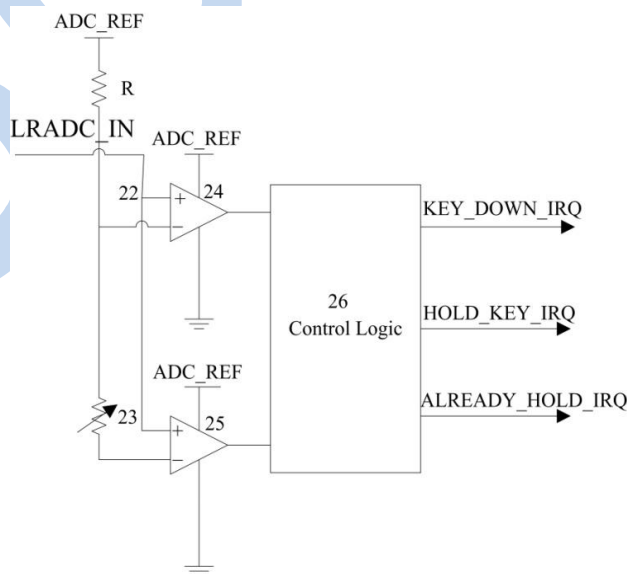 ADC_REF
R
LRADC_IN
ADC_REF
22
24
KEY_DOWN_IRQ
26
Control Logic
HOLD_KEY_IRQ
ADC_REF
ALREADY_HOLD_IRQ
23
25